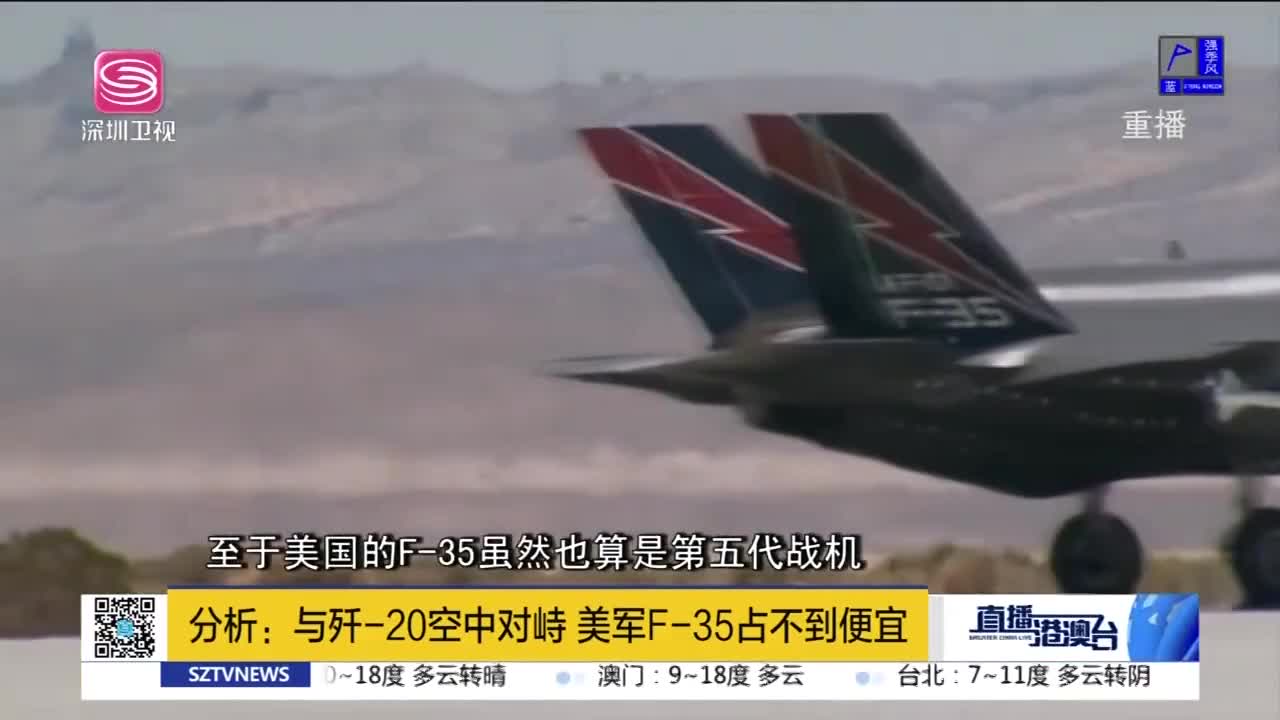 深圳卫视
强季风
蓝
重播
F-35
至于美国的F-35虽然也算是第五代战机
分析：与歼-20空中对峙 美军F-35占不到便宜
直播港澳台
SZTVNEWS
0~18度 多云转晴
澳门：9~18度 多云
台北：7~11度 多云转阴